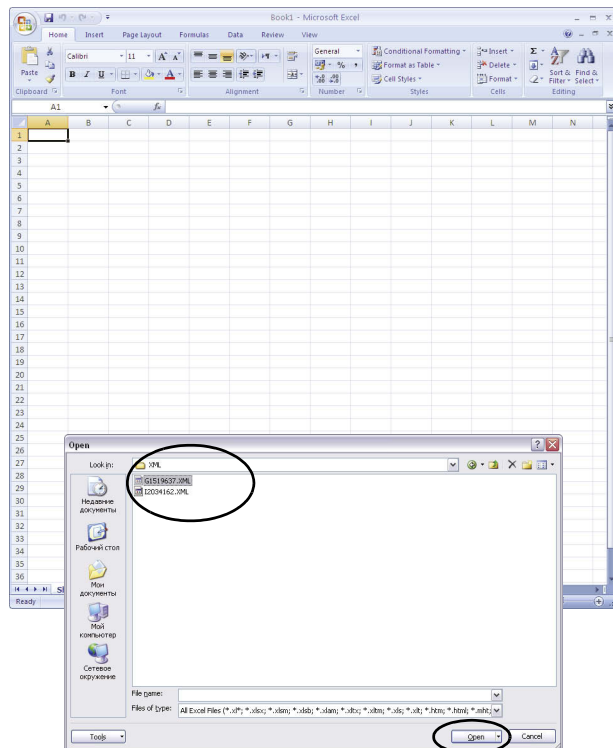 Book1 - Microsoft Excel
Home Insert Page Layout Formulas Data Review View
Paste
Calibri 11 A A
B I U A
General
% ,
Conditional Formatting
Format as Table
Cell Styles
Insert
Delete
Format
Σ
Sort & Filter
Find & Select
Clipboard Font Alignment Number Styles Cells Editing
A1 fx
A B C D E F G H I J K L M N
1
2
3
4
5
6
7
8
9
10
11
12
13
14
15
16
17
18
19
20
21
22
23
24
25
26
27
28
29
30
31
32
33
34
35
36
Ready
Open
Look in: XML
G1519637.XML
I2034162.XML
Недавние документы
Рабочий стол
Мои документы
Мой компьютер
Сетевое окружение
File name:
Files of type: All Excel Files (*.xl*; *.xlsx; *.xlsm; *.xlsb; *.xlam; *.xltx; *.xltm; *.xls; *.xlt; *.htm; *.html; *.mht;
Tools Open Cancel